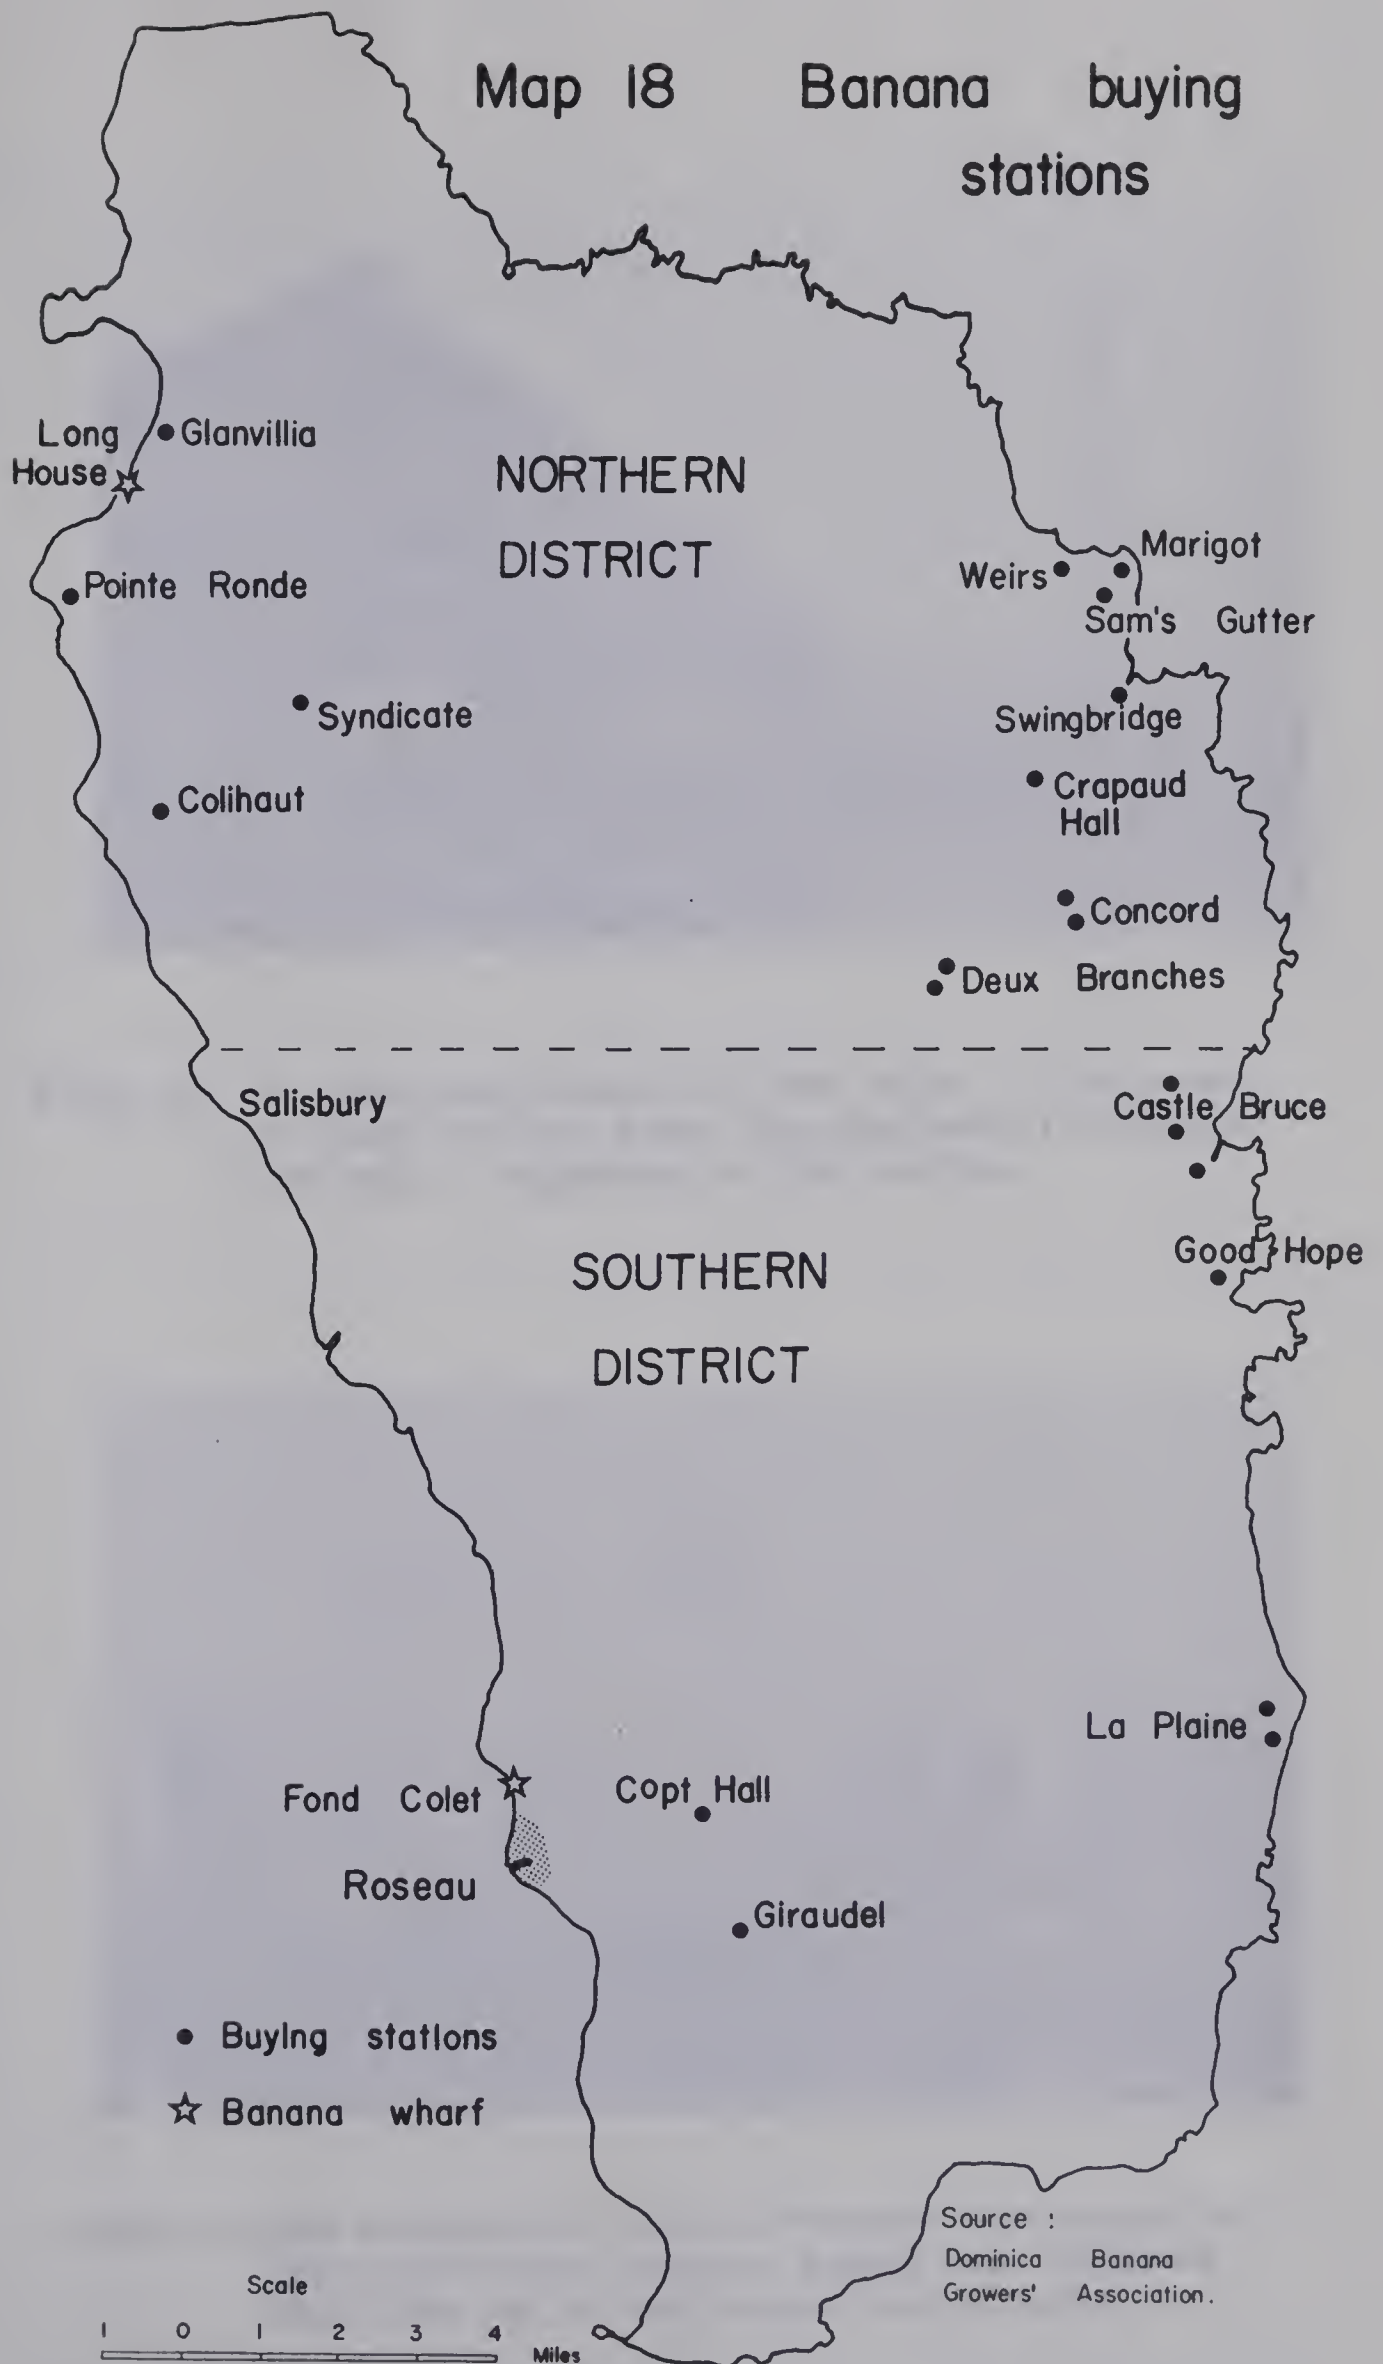 Map 18 Banana buying
stations
Long
House
Glanvillia
NORTHERN
DISTRICT
Marigot
Weirs
Pointe Ronde
Sam's Gutter
Syndicate
Swingbridge
Colihaut
Crapaud
Hall
Concord
Deux Branches
Salisbury
Castle Bruce
Good Hope
SOUTHERN
DISTRICT
La Plaine
Fond Colet
Copt Hall
Roseau
Giraudel
Buying stations
Banana wharf
Source :
Dominica Banana
Growers' Association.
Scale
1 0 1 2 3 4
Miles